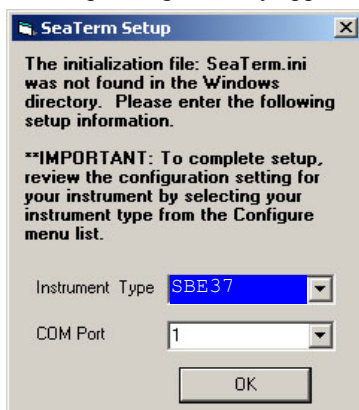 SeaTerm Setup
The initialization
file: SeaTerm.ini
was not found in the Windows
directory. Please enter the following
setup information.
**IMPORTANT: To complete setup,
review the configuration setting for
your instrument by selecting your
instrument type from the Configure
menu list.
Instrument Type SBE37
COM Port 1
OK